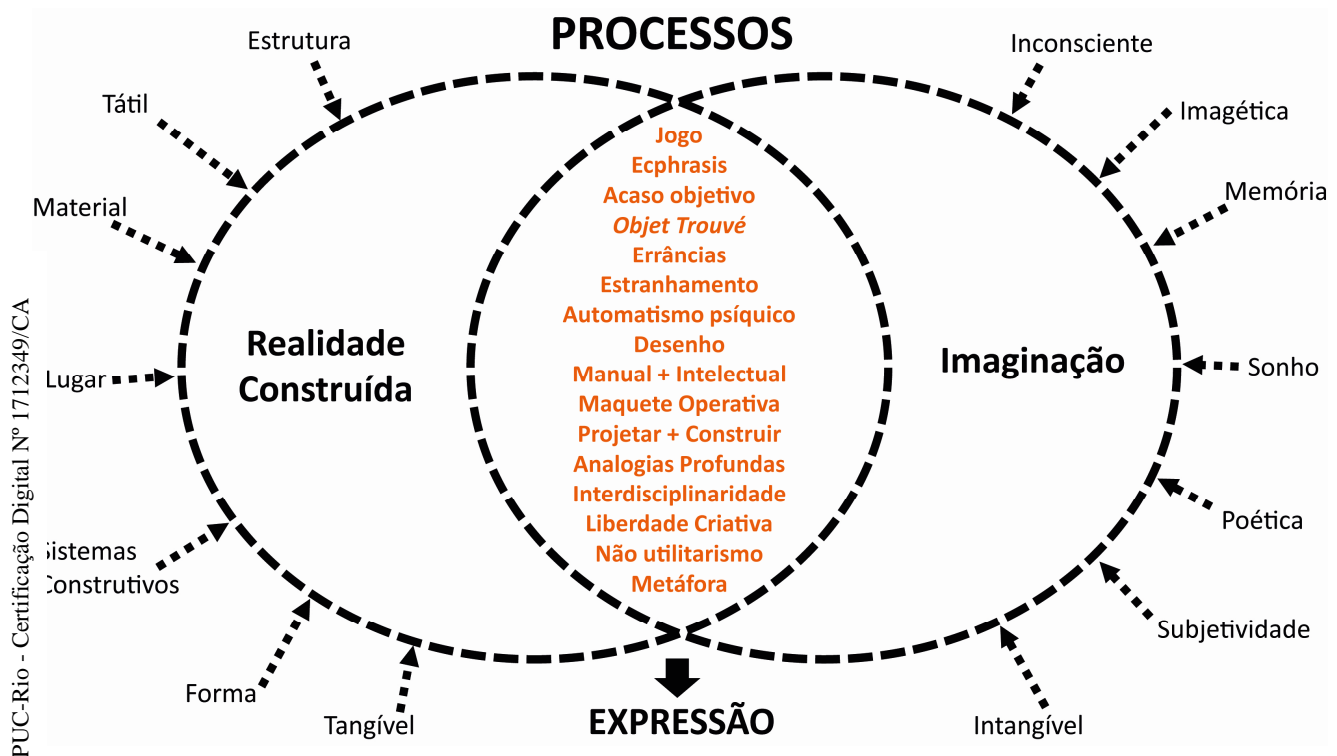 PROCESSOS
Estrutura
Tátil
Material
Lugar
Sistemas
Construtivos
Forma
Tangível
Realidade
Construída
Jogo
Ecphrasis
Acaso objetivo
Objet Trouvé
Errâncias
Estranhamento
Automatismo psíquico
Desenho
Manual + Intelectual
Maquete Operativa
Projetar + Construir
Analogias Profundas
Interdisciplinaridade
Liberdade Criativa
Não utilitarismo
Metáfora
Imaginação
Inconsciente
Imagética
Memória
Sonho
Poética
Subjetividade
Intangível
EXPRESSÃO
PUC-Rio - Certificação Digital Nº 1712349/CA